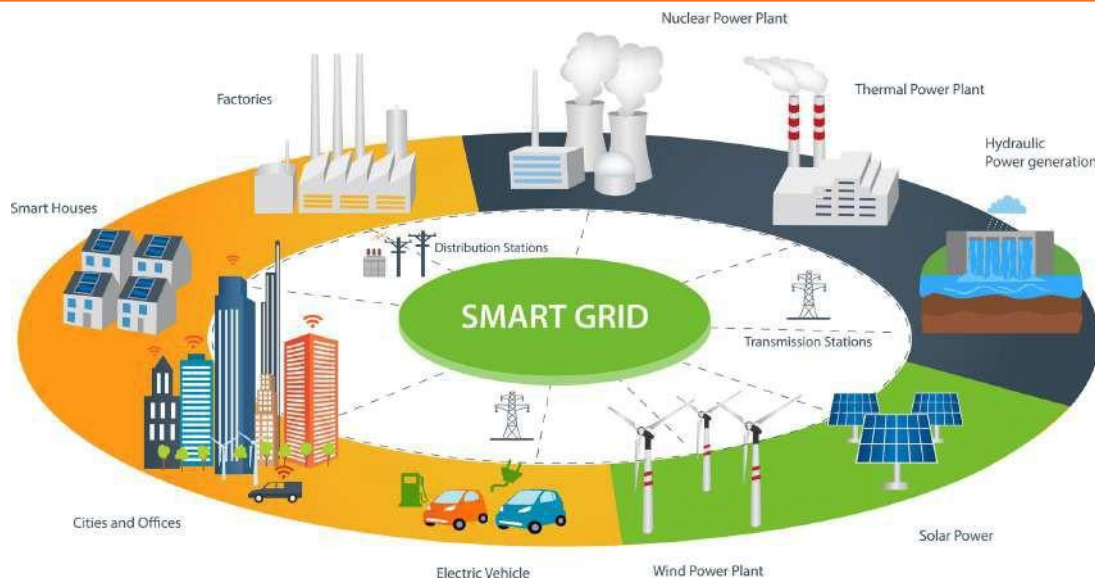 Nuclear Power Plant
Factories
Thermal Power Plant
Hydraulic
Power generation
Smart Houses
Distribution Stations
SMART GRID
Transmission Stations
Cities and Offices
Solar Power
Electric Vehicle
Wind Power Plant